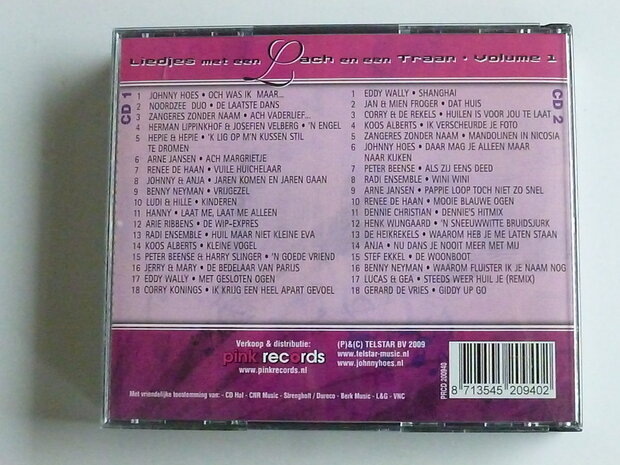 Liedjes met een Lach en een Traan • Volume 1
CD 1
1 JOHNNY HOES • OCH WAS IK MAAR...
2 NOORDZEE DUO • DE LAATSTE DANS
3 ZANGERES ZONDER NAAM • ACH VADERLIEF...
4 HERMAN LIPPINKHOF & JOSEFIEN VELBERG • 'N ENGEL
5 HEPIE & HEPIE • 'K LIG OP M'N KUSSEN STIL
TE DROMEN
6 ARNE JANSEN • ACH MARGRIETJE
7 RENEE DE HAAN • VUILE HUICHELAAR
8 JOHNNY & ANJA • JAREN KOMEN EN JAREN GAAN
9 BENNY NEYMAN • VRIJGEZEL
10 LUDI & HILLE • KINDEREN
11 HANNY • LAAT ME, LAAT ME ALLEEN
12 ARIE RIBBENS • DE WIP-EXPRES
13 RADI ENSEMBLE • HUIL MAAR NIET KLEINE EVA
14 KOOS ALBERTS • KLEINE VOGEL
15 PETER BEENSE & HARRY SLINGER • 'N GOEDE VRIEND
16 JERRY & MARY • DE BEDELAAR VAN PARIJS
17 EDDY WALLY • MET GESLOTEN OGEN
18 CORRY KONINGS • IK KRIJG EEN HEEL APART GEVOEL
CD 2
1 EDDY WALLY • SHANGHAI
2 JAN & MIEN FROGER • DAT HUIS
3 CORRY & DE REKELS • HUILEN IS VOOR JOU TE LAAT
4 KOOS ALBERTS • IK VERSCHEURDE JE FOTO
5 ZANGERES ZONDER NAAM • MANDOLINEN IN NICOSIA
6 JOHNNY HOES • DAAR MAG JE ALLEEN MAAR
NAAR KIJKEN
7 PETER BEENSE • ALS ZIJ EENS DEED
8 RADI ENSEMBLE • WINI WINI
9 ARNE JANSEN • PAPPIE LOOP TOCH NIET ZO SNEL
10 RENEE DE HAAN • MOOIE BLAUWE OGEN
11 DENNIE CHRISTIAN • DENNIE'S HITMIX
12 HENK WIJNGAARD • 'N SNEEUWWITTE BRUIDSJURK
13 DE HEIKREKELS • WAAROM HEB JE ME LATEN STAAN
14 ANJA • NU DANS JE NOOIT MEER MET MIJ
15 STEF EKKEL • DE WOONBOOT
16 BENNY NEYMAN • WAAROM FLUISTER IK JE NAAM NOG
17 LUCAS & GEA • STEEDS WEER HUIL JE (REMIX)
18 GERARD DE VRIES • GIDDY UP GO
Verkoop & distributie:
pink records
www.pinkrecords.nl
(P)&(C) TELSTAR BV 2009
www.telstar-music.nl
www.johnnyhoes.nl
PRCD 200940
8 713545 209402
Met vriendelijke toestemming van: - CD Hal - CNR Music - Strengholt / Dureco - Berk Music - L&G - VNC